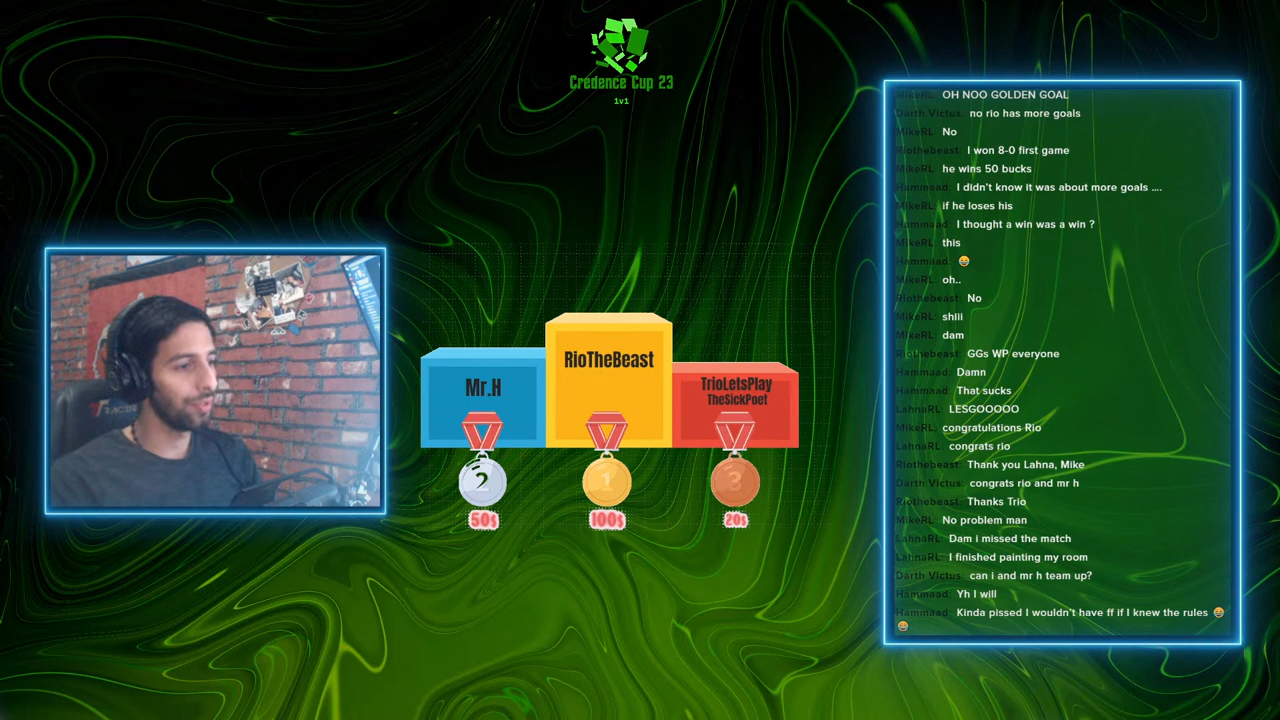 Credence Cup 23
1v1
MikeRL: OH NOO GOLDEN GOAL
Darth Victus: no rio has more goals
MikeRL: No
Riothebeast: I won 8-0 first game
MikeRL: he wins 50 bucks
Hammaad: I didn't know it was about more goals ....
MikeRL: if he loses his
Hammaad: I thought a win was a win ?
MikeRL: this
Hammaad: 😆
MikeRL: oh..
Riothebeast: No
MikeRL: shlii
MikeRL: dam
Riothebeast: GGs WP everyone
Hammaad: Damn
Hammaad: That sucks
LahnaRL: LESGOOOOO
MikeRL: congratulations Rio
LahnaRL: congrats rio
Riothebeast: Thank you Lahna, Mike
Darth Victus: congrats rio and mr h
Riothebeast: Thanks Trio
MikeRL: No problem man
LahnaRL: Dam i missed the match
LahnaRL: I finished painting my room
Darth Victus: can i and mr h team up?
Hammaad: Yh I will
Hammaad: Kinda pissed I wouldn't have ff if I knew the rules 😆
😆
RioTheBeast
Mr.H
TrioLetsPlay
TheSickPoet
2
1
3
50$
100$
20$